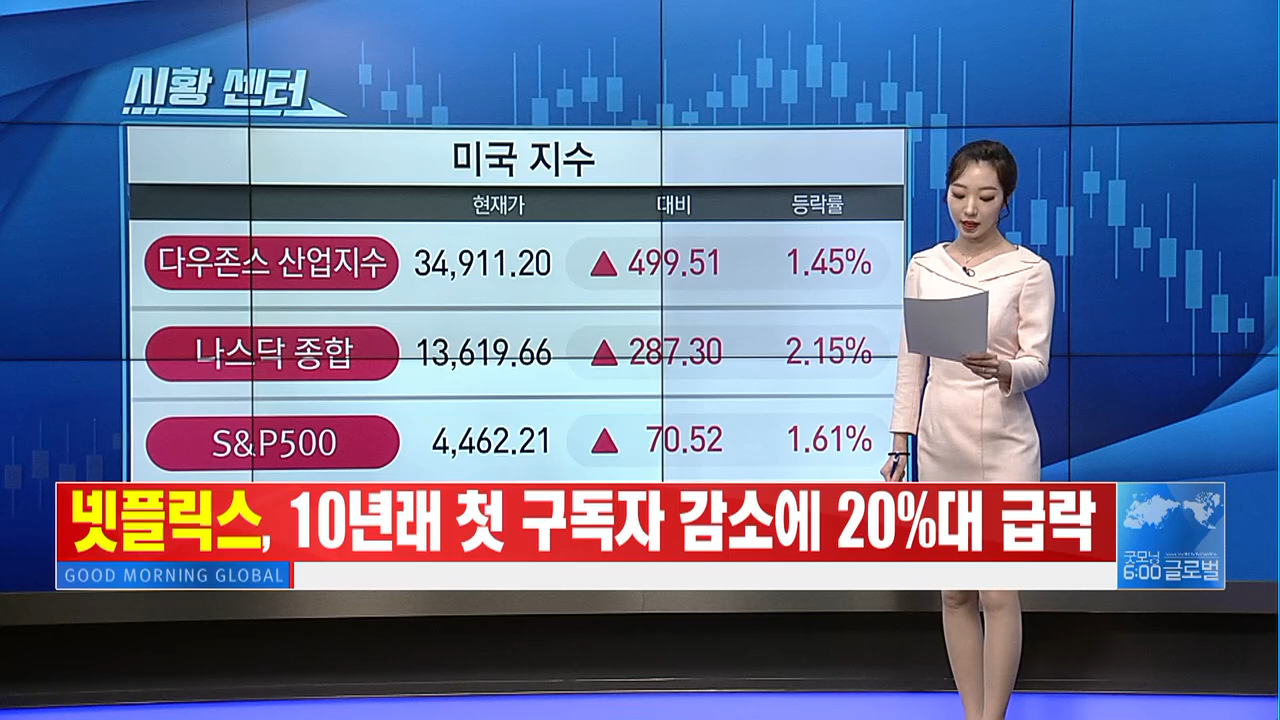 시황 센터
미국 지수
현재가 대비 등락률
다우존스 산업지수 34,911.20 ▲ 499.51 1.45%
나스닥 종합 13,619.66 ▲ 287.30 2.15%
S&P500 4,462.21 ▲ 70.52 1.61%
넷플릭스, 10년래 첫 구독자 감소에 20%대 급락
GOOD MORNING GLOBAL
굿모닝
6:00 글로벌